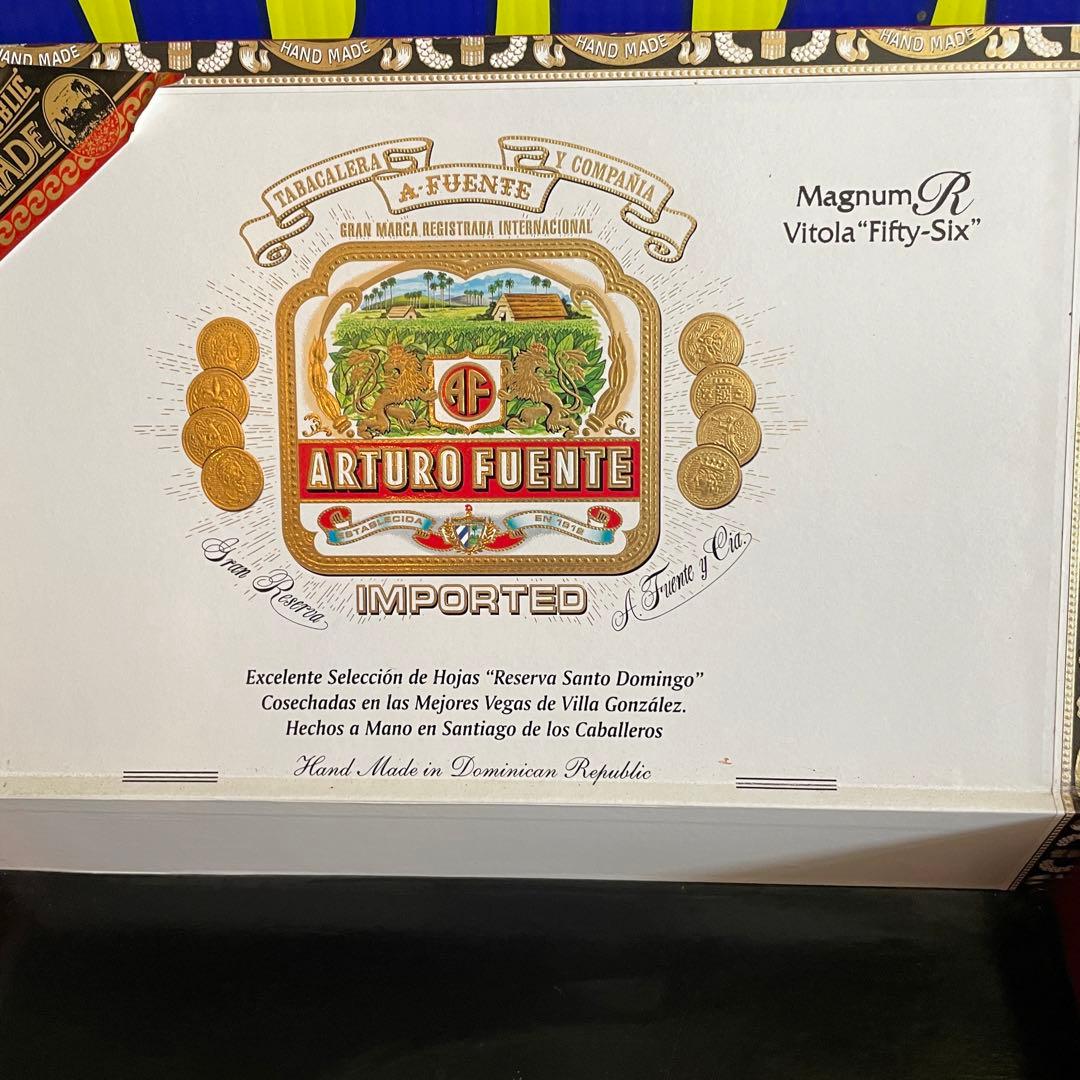 HAND MADE
HAND MADE
HAND MADE
HAND MADE
TABACALERA Y COMPAÑIA
A·FUENTE
GRAN MARCA REGISTRADA INTERNACIONAL
Magnum R
Vitola “Fifty-Six”
AF
ARTURO FUENTE
ESTABLECIDA EN 1912
Gran Reserva
IMPORTED
A. Fuente y Cia.
Excelente Selección de Hojas “Reserva Santo Domingo”
Cosechadas en las Mejores Vegas de Villa González.
Hechos a Mano en Santiago de los Caballeros
Hand Made in Dominican Republic